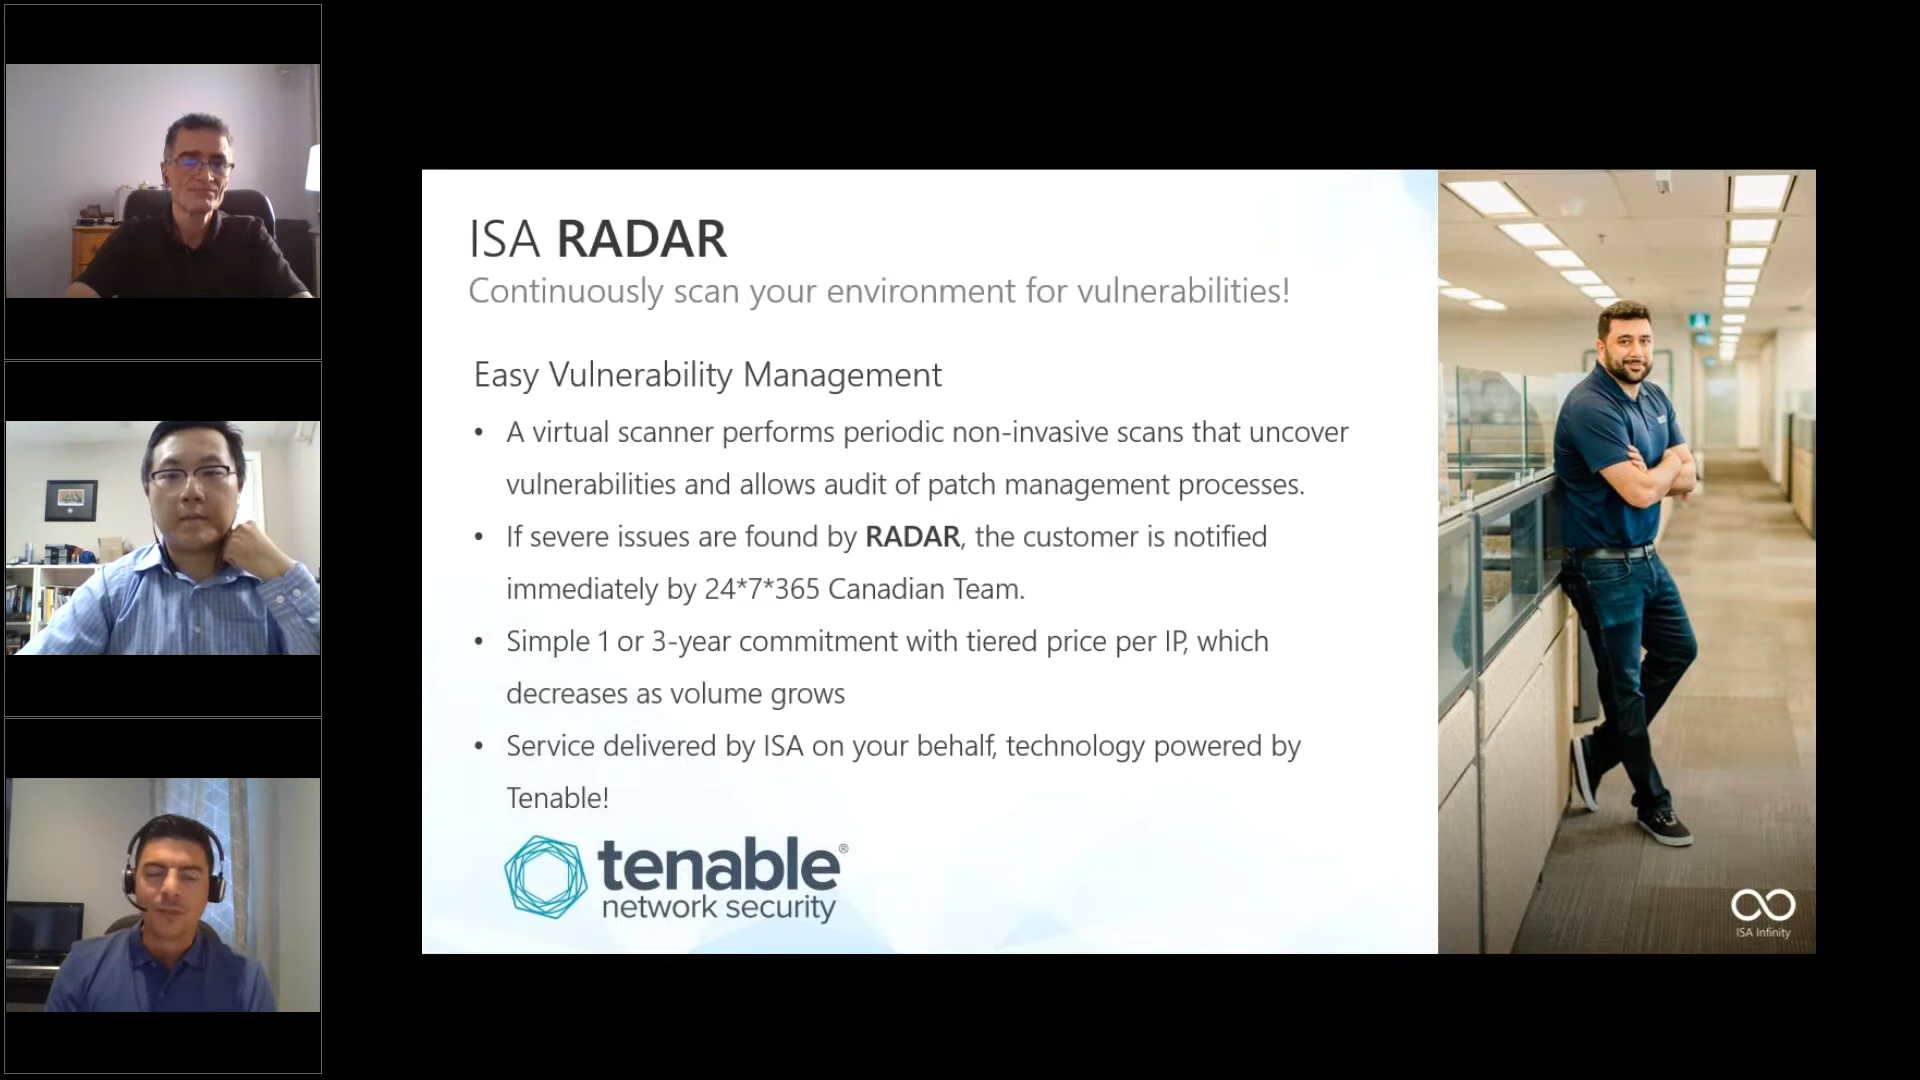 ISA RADAR
Continuously scan your environment for vulnerabilities!
Easy Vulnerability Management
• A virtual scanner performs periodic non-invasive scans that uncover
vulnerabilities and allows audit of patch management processes.
• If severe issues are found by RADAR, the customer is notified
immediately by 24*7*365 Canadian Team.
• Simple 1 or 3-year commitment with tiered price per IP, which
decreases as volume grows
• Service delivered by ISA on your behalf, technology powered by
Tenable!
tenable®
network security
ISA Infinity